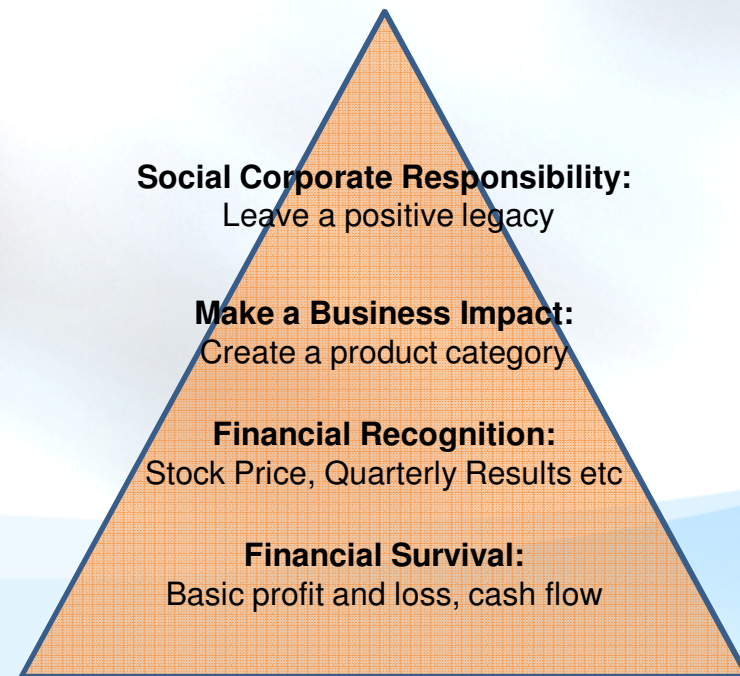 Social Corporate Responsibility:
Leave a positive legacy
Make a Business Impact:
Create a product category
Financial Recognition:
Stock Price, Quarterly Results etc
Financial Survival:
Basic profit and loss, cash flow